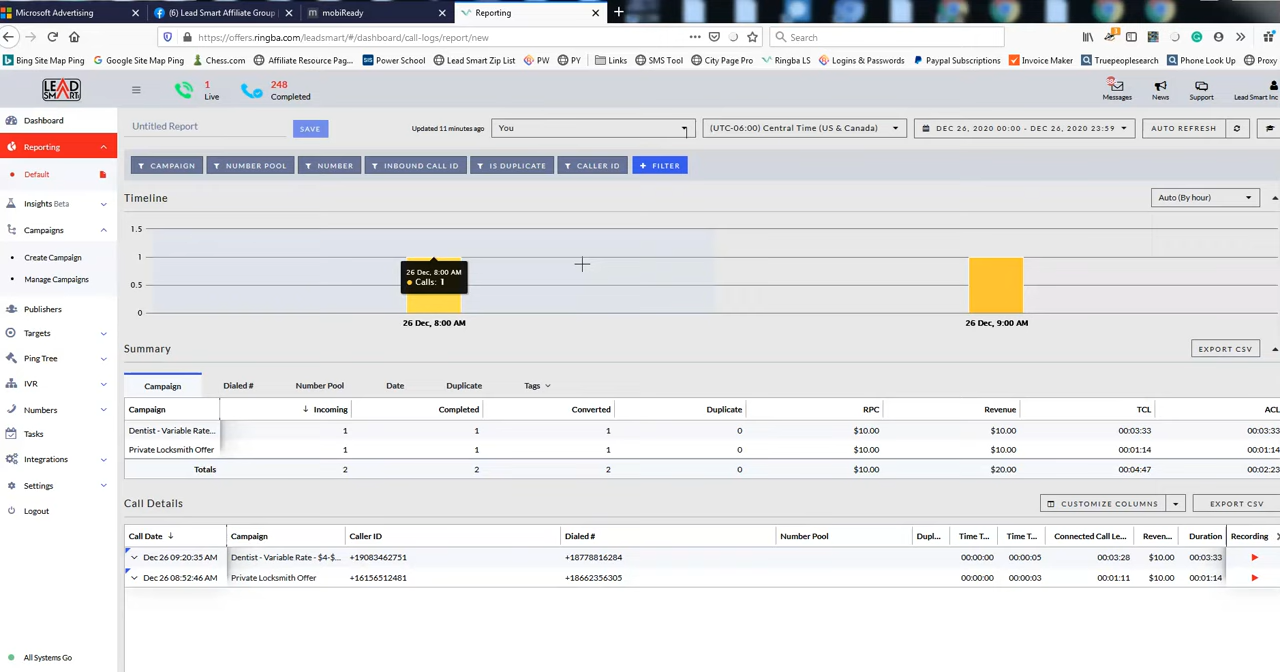 Microsoft Advertising
(6) Lead Smart Affiliate Group |
mobiReady
Reporting
https://offers.ringba.com/leadsmart/#/dashboard/call-logs/report/new
Search
Bing Site Map Ping
Google Site Map Ping
Chess.com
Affiliate Resource Pag...
Power School
Lead Smart Zip List
PW
PY
Links
SMS Tool
City Page Pro
Ringba LS
Logins & Passwords
Paypal Subscriptions
Invoice Maker
Truepeoplesearch
Phone Look Up
Proxy
LEAD SMART
1 Live
248 Completed
Messages
News
Support
Lead Smart Inc
Dashboard
Reporting
Default
Insights Beta
Campaigns
Create Campaign
Manage Campaigns
Publishers
Targets
Ping Tree
IVR
Numbers
Tasks
Integrations
Settings
Logout
All Systems Go
Untitled Report
SAVE
Updated 11 minutes ago
You
(UTC-06:00) Central Time (US & Canada)
DEC 26, 2020 00:00 - DEC 26, 2020 23:59
AUTO REFRESH
CAMPAIGN
NUMBER POOL
NUMBER
INBOUND CALL ID
IS DUPLICATE
CALLER ID
+ FILTER
Timeline
Auto (By hour)
1.5
1
0.5
0
26 Dec, 8:00 AM
Calls: 1
26 Dec, 8:00 AM
26 Dec, 9:00 AM
Summary
EXPORT CSV
Campaign
Dialed #
Number Pool
Date
Duplicate
Tags
Campaign ↓ Incoming Completed Converted Duplicate RPC Revenue TCL ACL
Dentist - Variable Rate... 1 1 1 0 $10.00 $10.00 00:03:33 00:03:33
Private Locksmith Offer 1 1 1 0 $10.00 $10.00 00:01:14 00:01:14
Totals 2 2 2 0 $10.00 $20.00 00:04:47 00:02:23
Call Details
CUSTOMIZE COLUMNS
EXPORT CSV
Call Date ↓ Campaign Caller ID Dialed # Number Pool Dupl... Time T... Time T... Connected Call Le... Reven... Duration Recording
Dec 26 09:20:35 AM Dentist - Variable Rate - $4-$... +19083462751 +18778816284 00:00:00 00:00:05 00:03:28 $10.00 00:03:33
Dec 26 08:52:46 AM Private Locksmith Offer +16156512481 +18662356305 00:00:00 00:00:03 00:01:11 $10.00 00:01:14